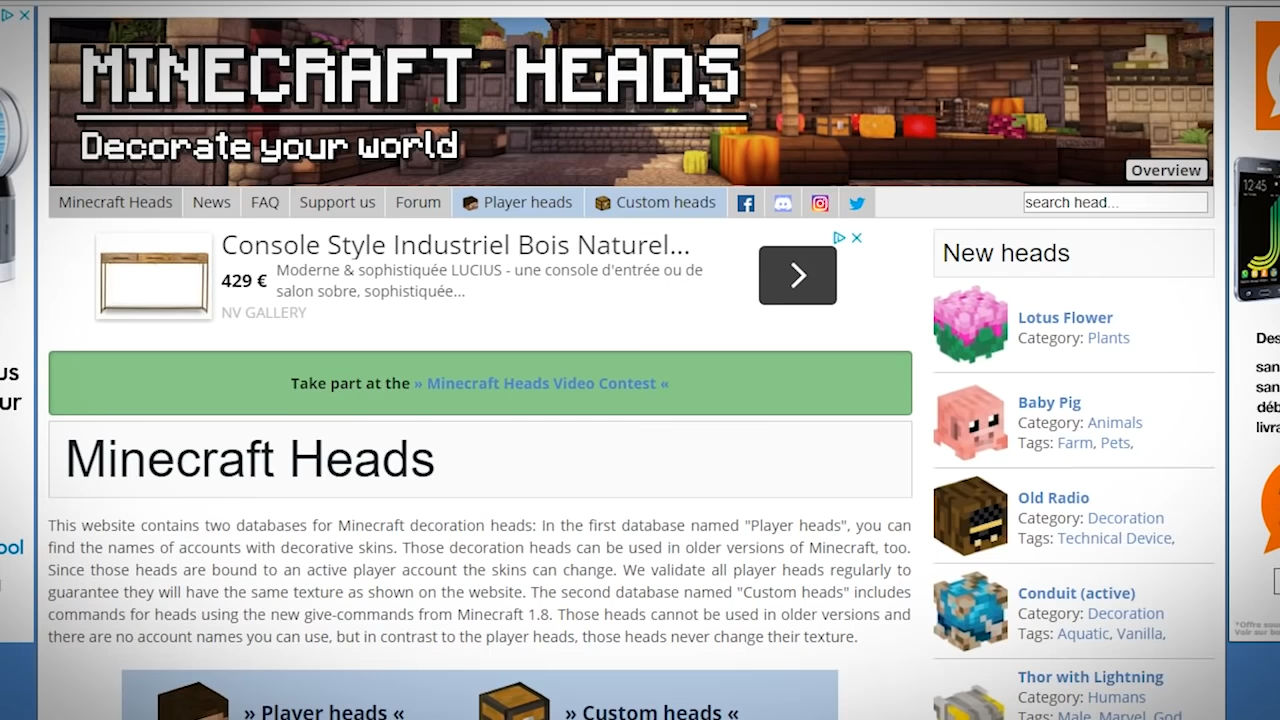 MINECRAFT HEADS
Decorate your world
Overview
Minecraft Heads News FAQ Support us Forum Player heads Custom heads search head...
Console Style Industriel Bois Naturel...
429 € Moderne & sophistiquée LUCIUS - une console d'entrée ou de
salon sobre, sophistiquée...
NV GALLERY
Take part at the » Minecraft Heads Video Contest «
Minecraft Heads
This website contains two databases for Minecraft decoration heads: In the first database named "Player heads", you can
find the names of accounts with decorative skins. Those decoration heads can be used in older versions of Minecraft, too.
Since those heads are bound to an active player account the skins can change. We validate all player heads regularly to
guarantee they will have the same texture as shown on the website. The second database named "Custom heads" includes
commands for heads using the new give-commands from Minecraft 1.8. Those heads cannot be used in older versions and
there are no account names you can use, but in contrast to the player heads, those heads never change their texture.
» Player heads « » Custom heads «
New heads
Lotus Flower
Category: Plants
Baby Pig
Category: Animals
Tags: Farm, Pets,
Old Radio
Category: Decoration
Tags: Technical Device,
Conduit (active)
Category: Decoration
Tags: Aquatic, Vanilla,
Thor with Lightning
Category: Humans
Tags: Male, Marvel, God
12:45